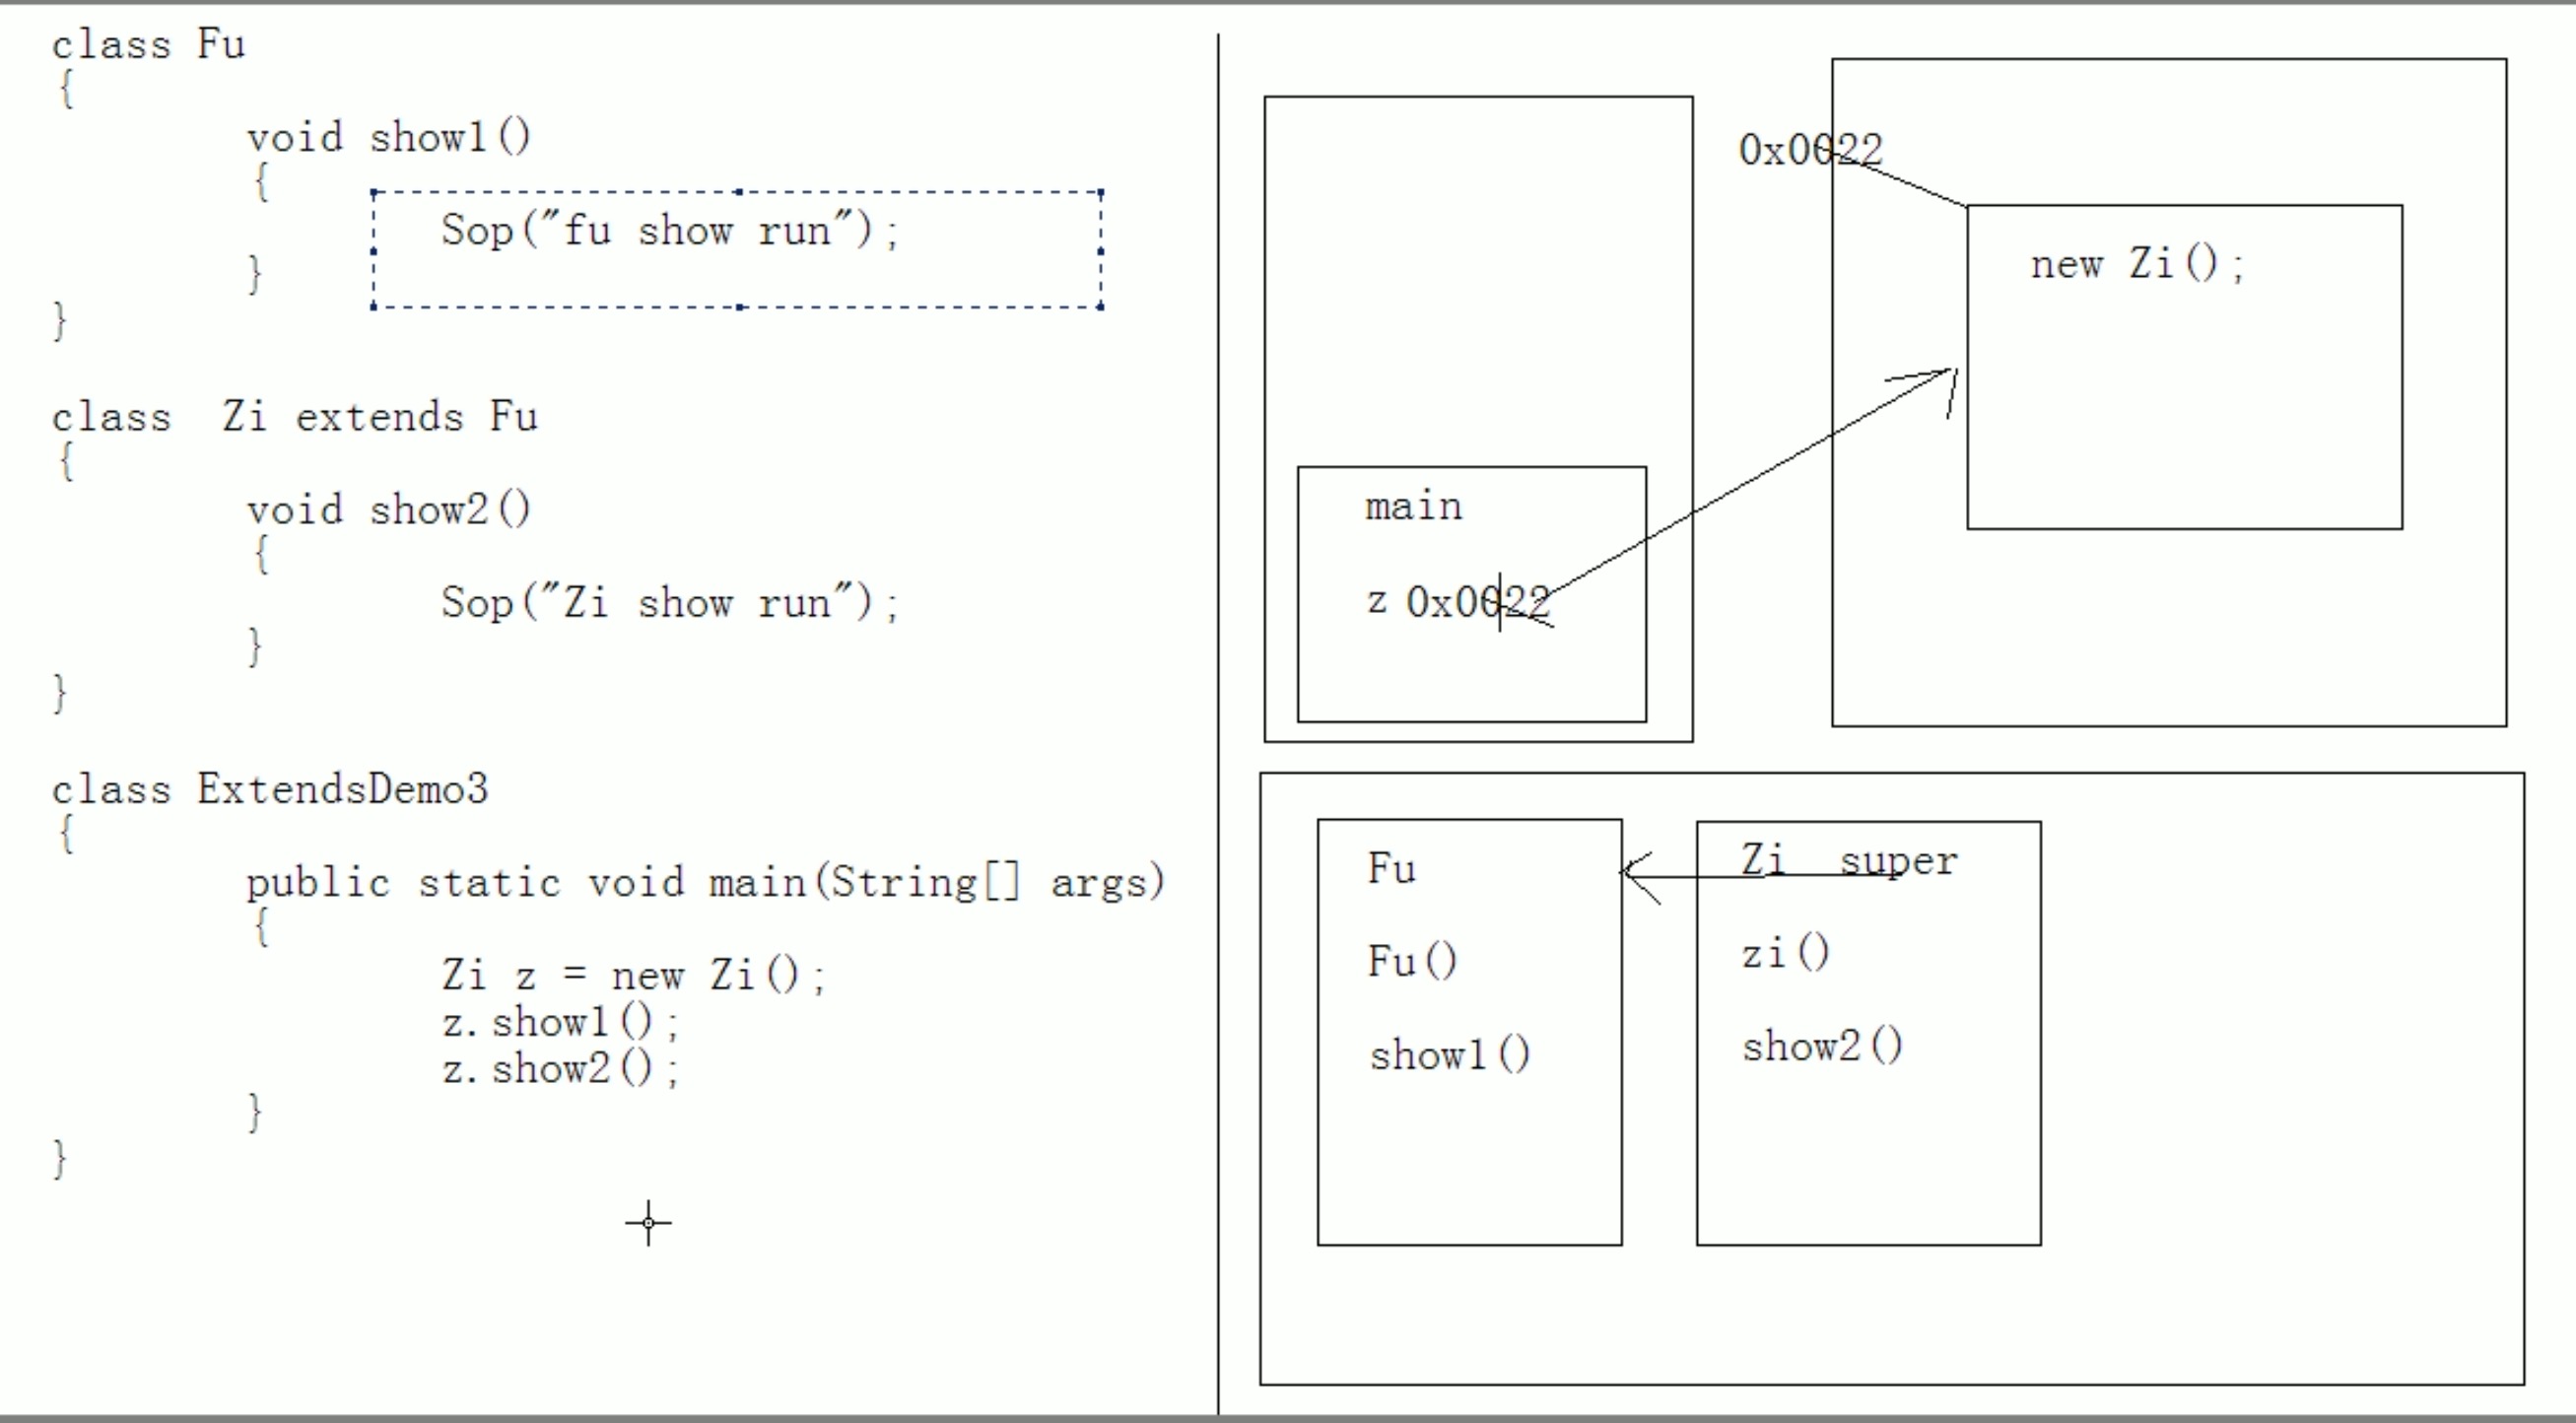 class Fu
{
void show1()
{
Sop("fu show run");
}
}
class Zi extends Fu
{
void show2()
{
Sop("Zi show run");
}
}
class ExtendsDemo3
{
public static void main(String[] args)
{
Zi z = new Zi();
z.show1();
z.show2();
}
}
main
z 0x0022
0x0022
new Zi();
Fu
Fu()
show1()
Zi super
zi()
show2()